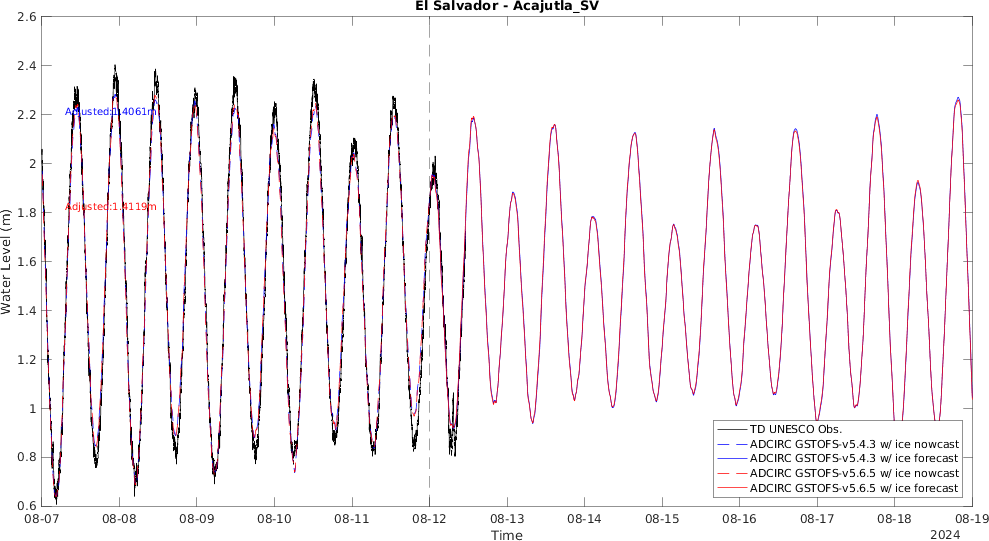 El Salvador - Acajutla_SV
2.6
2.4
2.2
2
1.8
1.6
1.4
1.2
1
0.8
0.6
Water Level (m)
Adjusted:1.4061m
Adjusted:1.4119m
TD UNESCO Obs.
ADCIRC GSTOFS-v5.4.3 w/ ice nowcast
ADCIRC GSTOFS-v5.4.3 w/ ice forecast
ADCIRC GSTOFS-v5.6.5 w/ ice nowcast
ADCIRC GSTOFS-v5.6.5 w/ ice forecast
08-07 08-08 08-09 08-10 08-11 08-12 08-13 08-14 08-15 08-16 08-17 08-18 08-19
Time
2024